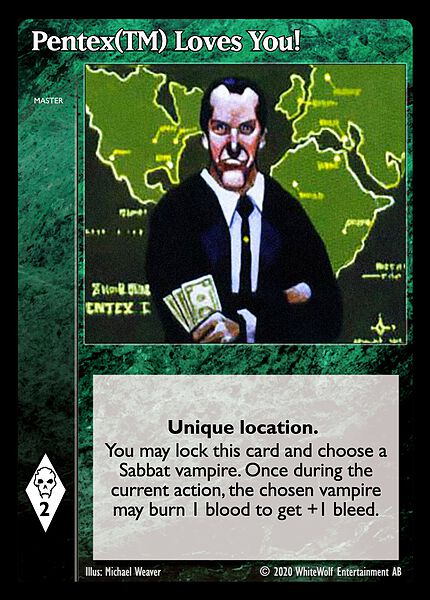 Pentex(TM) Loves You!
MASTER
ENTEX I
Unique location.
You may lock this card and choose a
Sabbat vampire. Once during the
current action, the chosen vampire
may burn 1 blood to get +1 bleed.
2
Illus: Michael Weaver
© 2020 WhiteWolf Entertainment AB